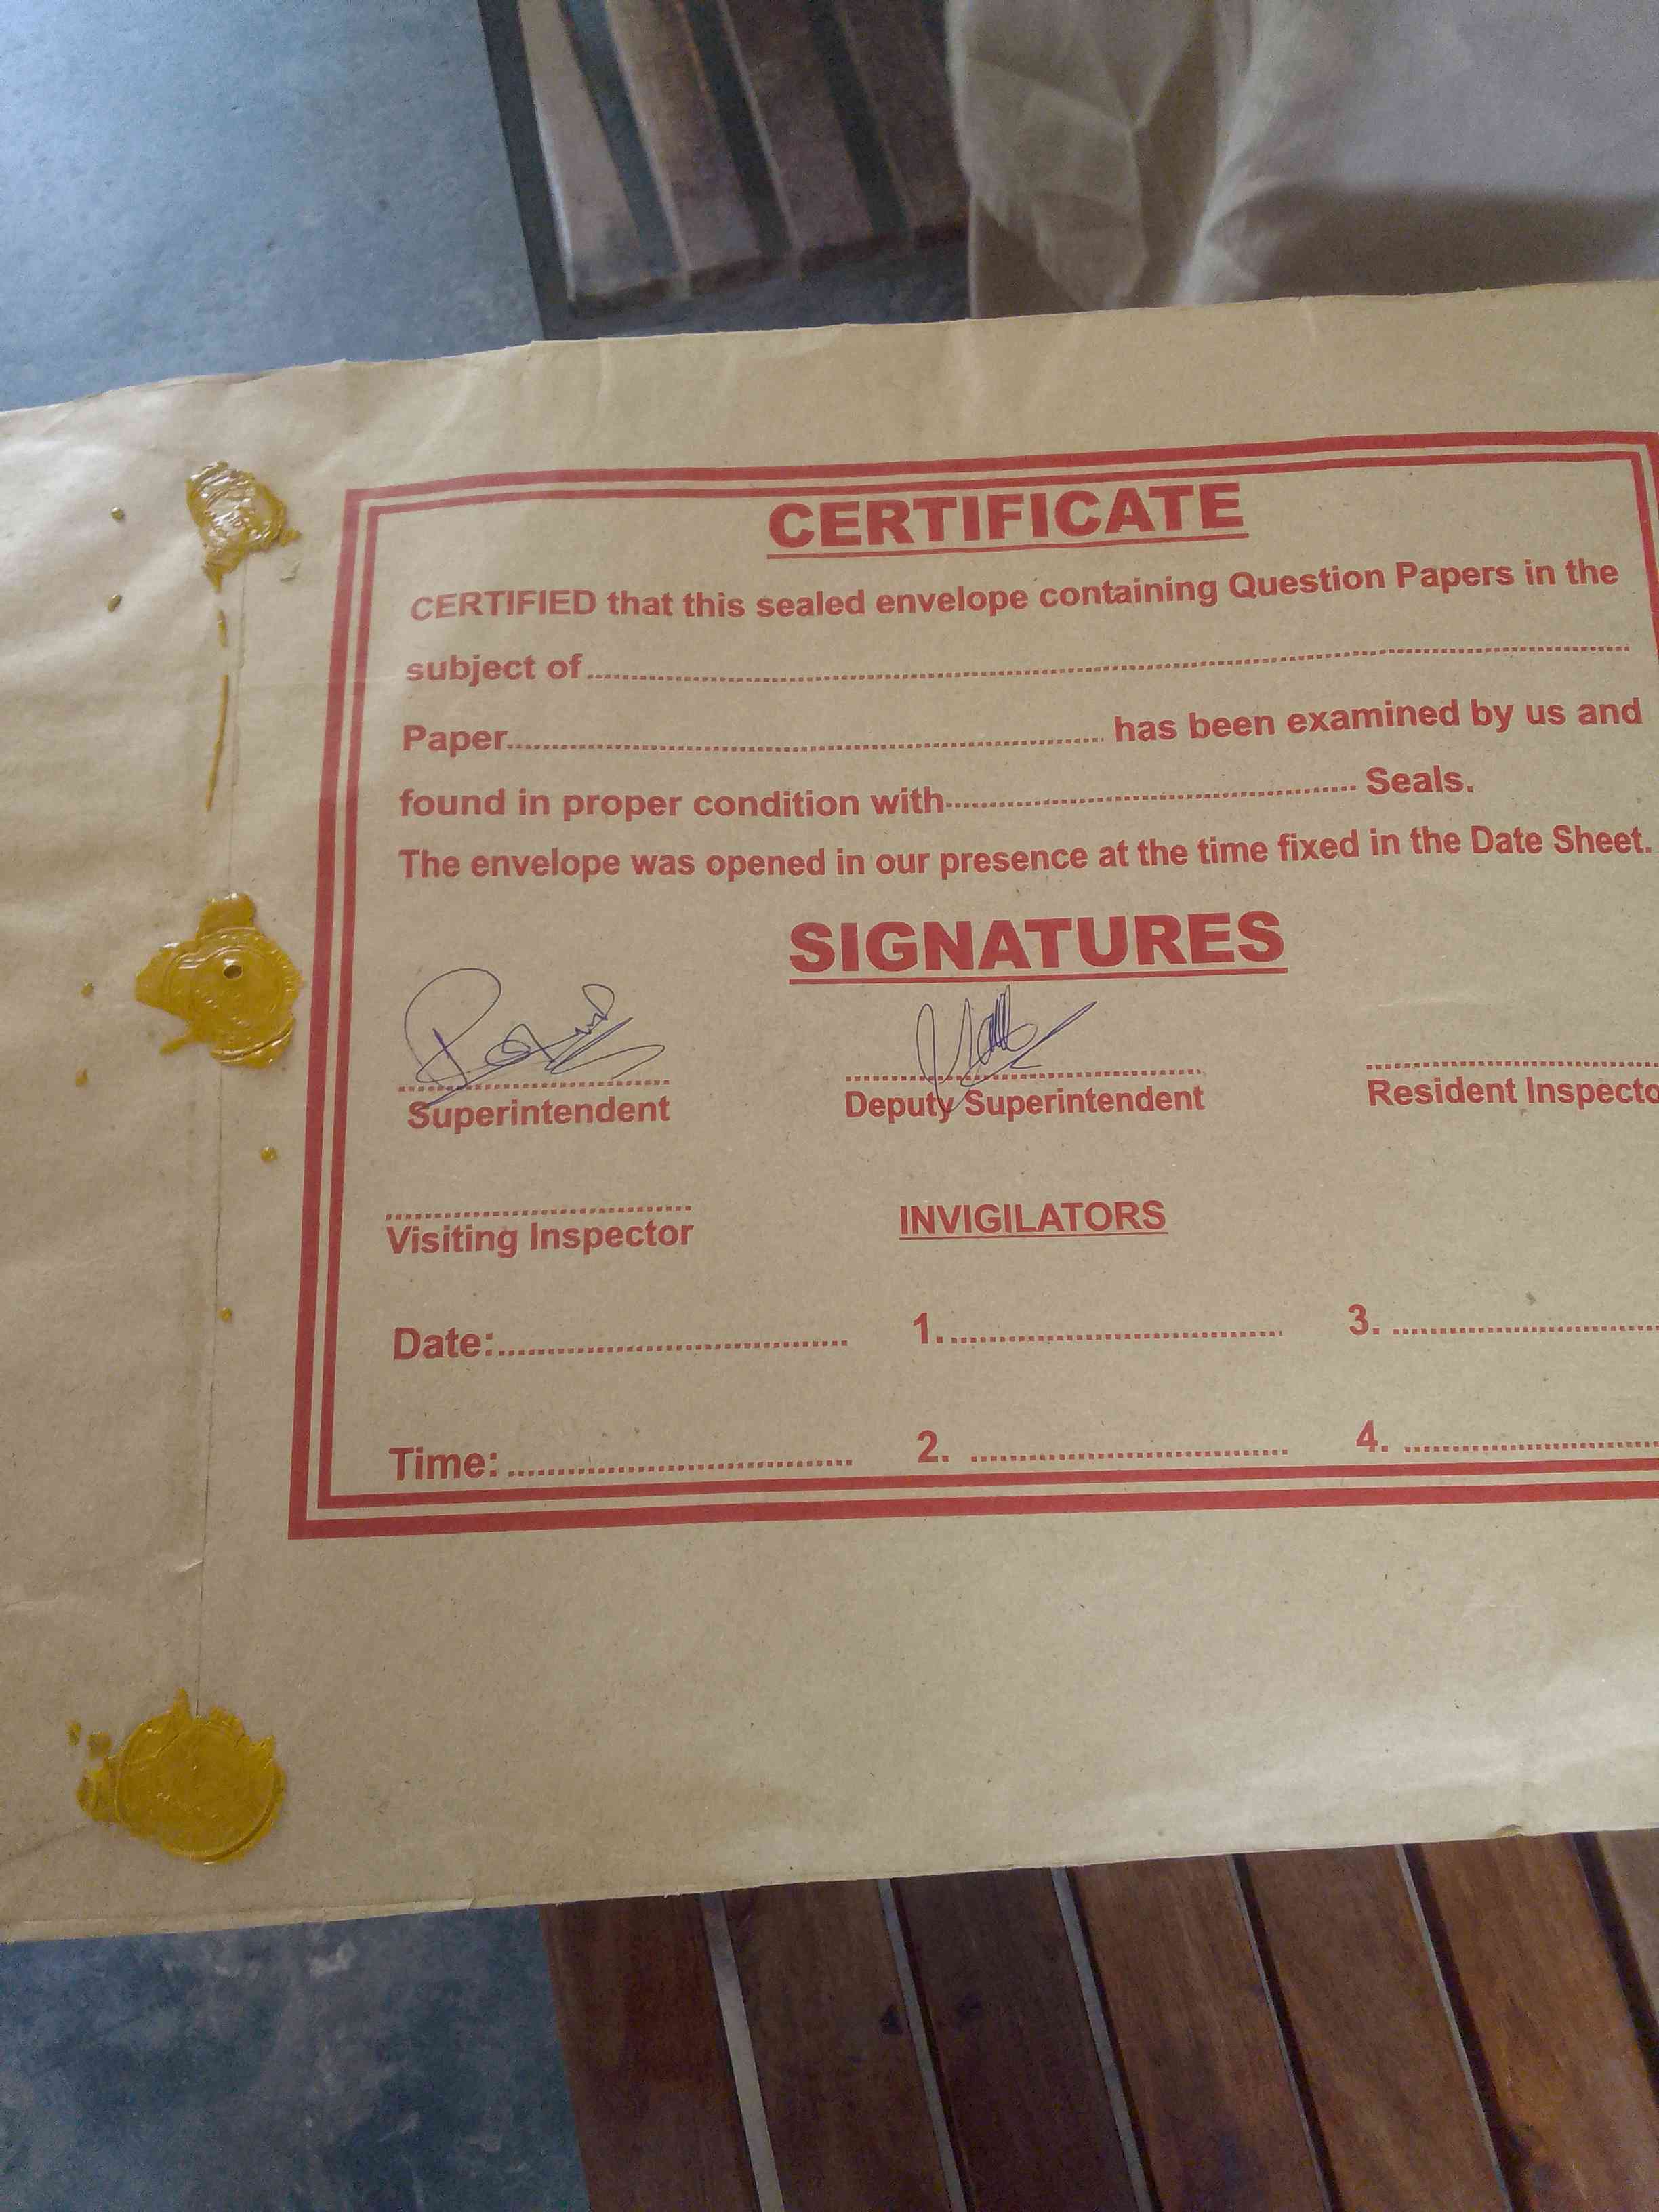 CERTIFICATE
CERTIFIED that this sealed envelope containing Question Papers in the
subject of................................................
Paper................................ has been examined by us and
found in proper condition with........................ Seals.
The envelope was opened in our presence at the time fixed in the Date Sheet.
SIGNATURES
Superintendent Deputy Superintendent Resident Inspecto
Visiting Inspector INVIGILATORS
Date:.................... 1..................... 3. ................
Time: .................... 2. ................... 4. ................